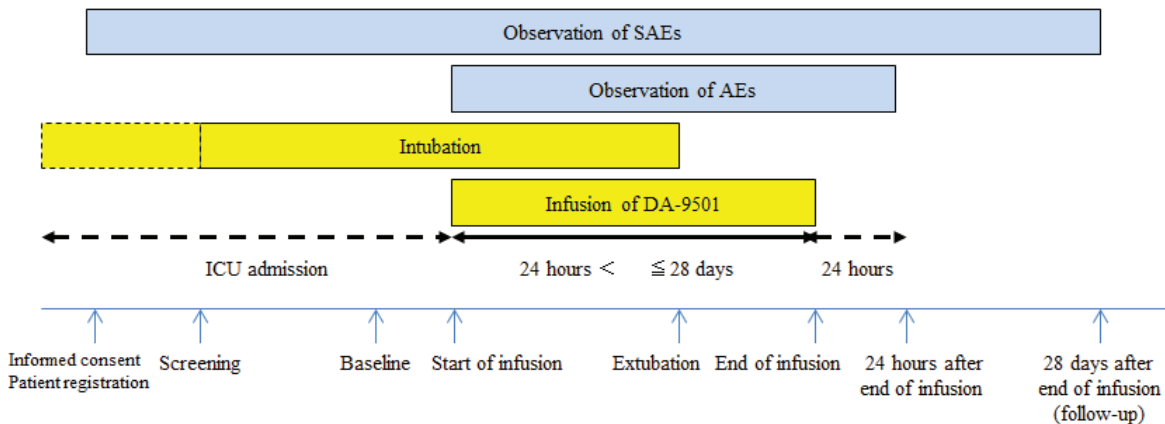 Observation of SAEs
Observation of AEs
Intubation
Infusion of DA-9501
ICU admission
24 hours < ≦ 28 days
24 hours
Informed consent
Patient registration
Screening
Baseline
Start of infusion
Extubation
End of infusion
24 hours after
end of infusion
28 days after
end of infusion
(follow-up)